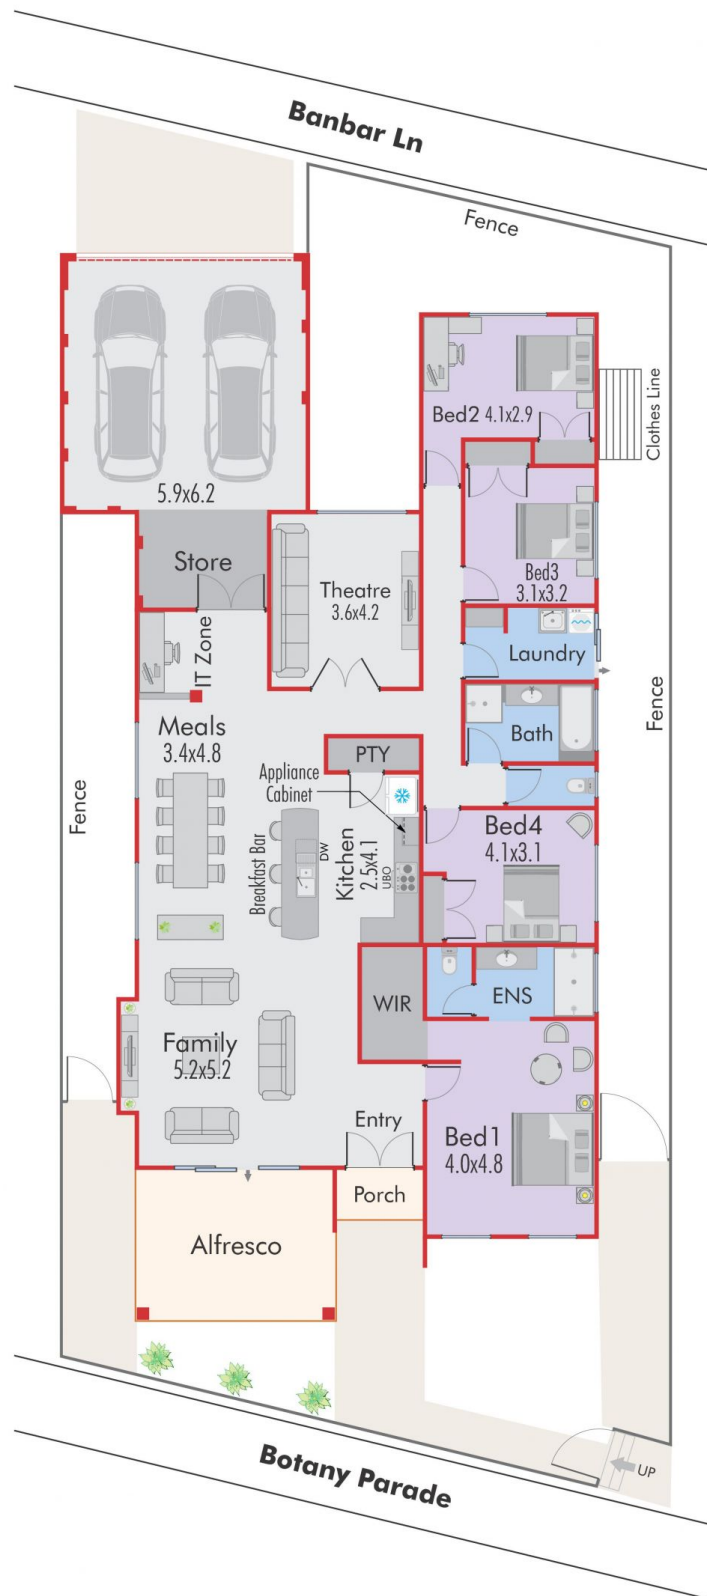 Banbar Ln
Fence
Clothes Line
Bed2 4.1x2.9
5.9x6.2
Store
Theatre
3.6x4.2
Bed3
3.1x3.2
IT Zone
Laundry
Fence
Meals
3.4x4.8
Bath
PTY
Appliance
Cabinet
Fence
Breakfast Bar
DW
Kitchen
2.5x4.1
UBO
Bed4
4.1x3.1
WIR
ENS
Family
5.2x5.2
Entry
Bed1
4.0x4.8
Porch
Alfresco
UP
Botany Parade